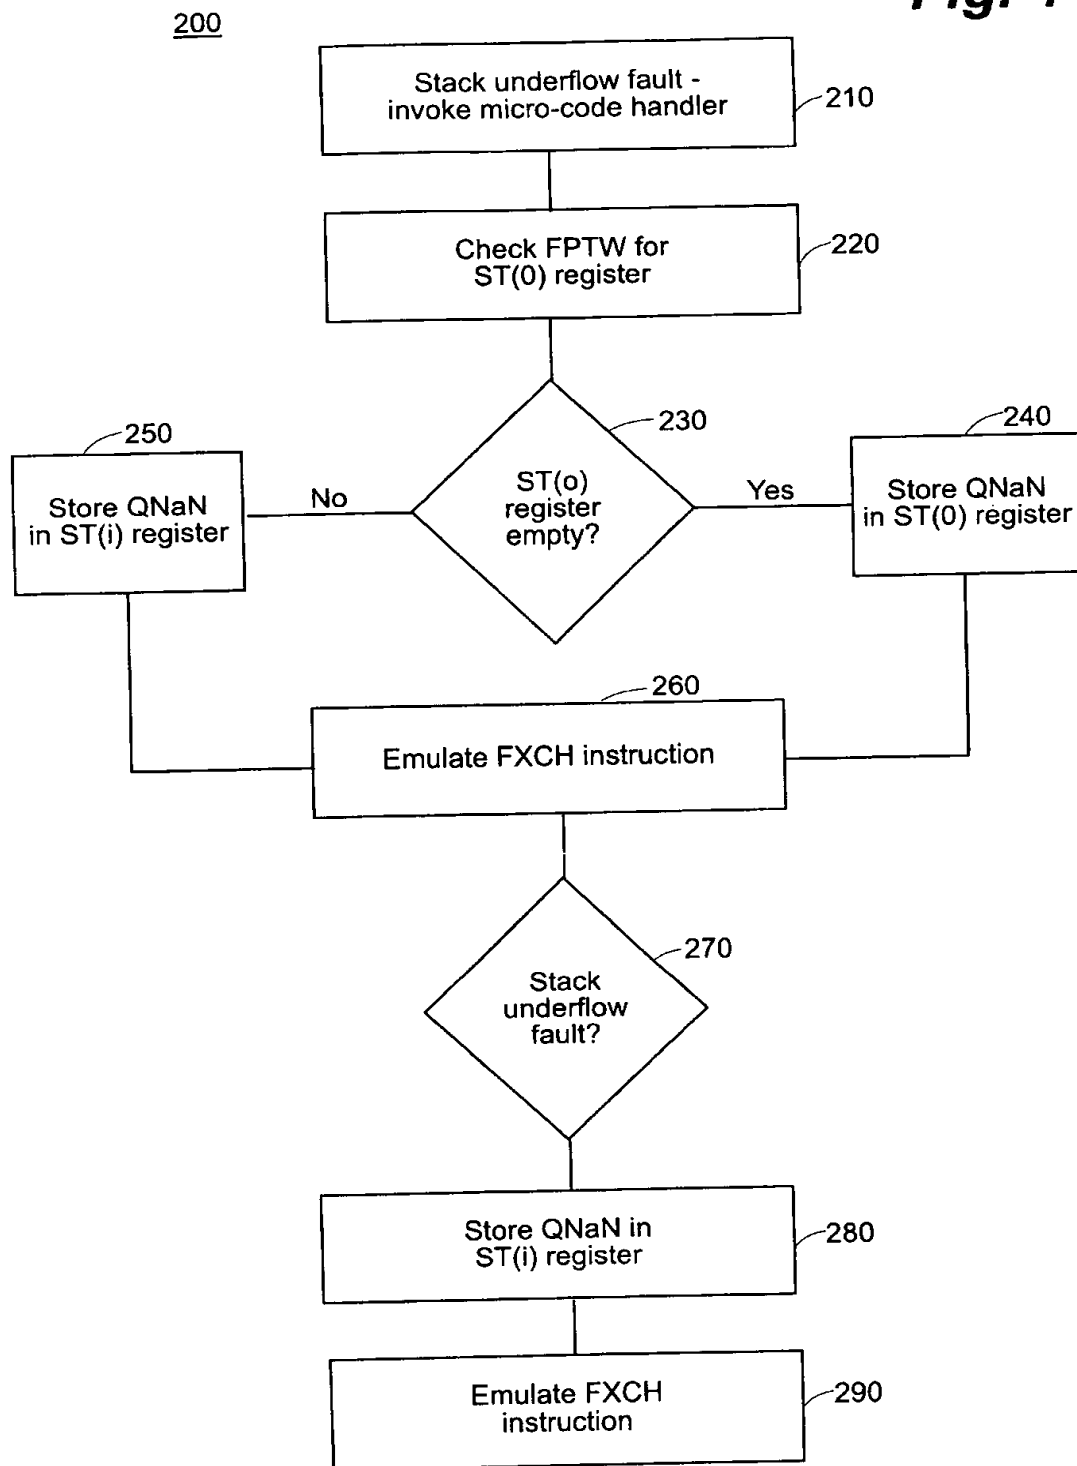 200
Fig.
Stack underflow fault -
invoke micro-code handler
210
Check FPTW for
ST(0) register
220
230
ST(o)
register
empty?
No
Yes
250
Store QNaN
in ST(i) register
240
Store QNaN
in ST(0) register
260
Emulate FXCH instruction
270
Stack
underflow
fault?
Store QNaN in
ST(i) register
280
Emulate FXCH
instruction
290